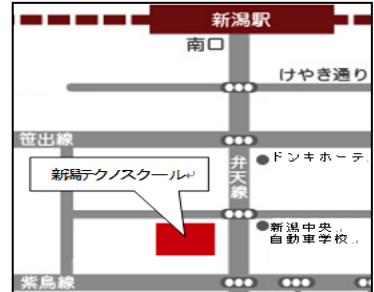 新潟駅
南口
けやき通り
笹出線
弁天線
ドンキホーテ
新潟テクノスクール
新潟中央
自動車学校
紫鳥線